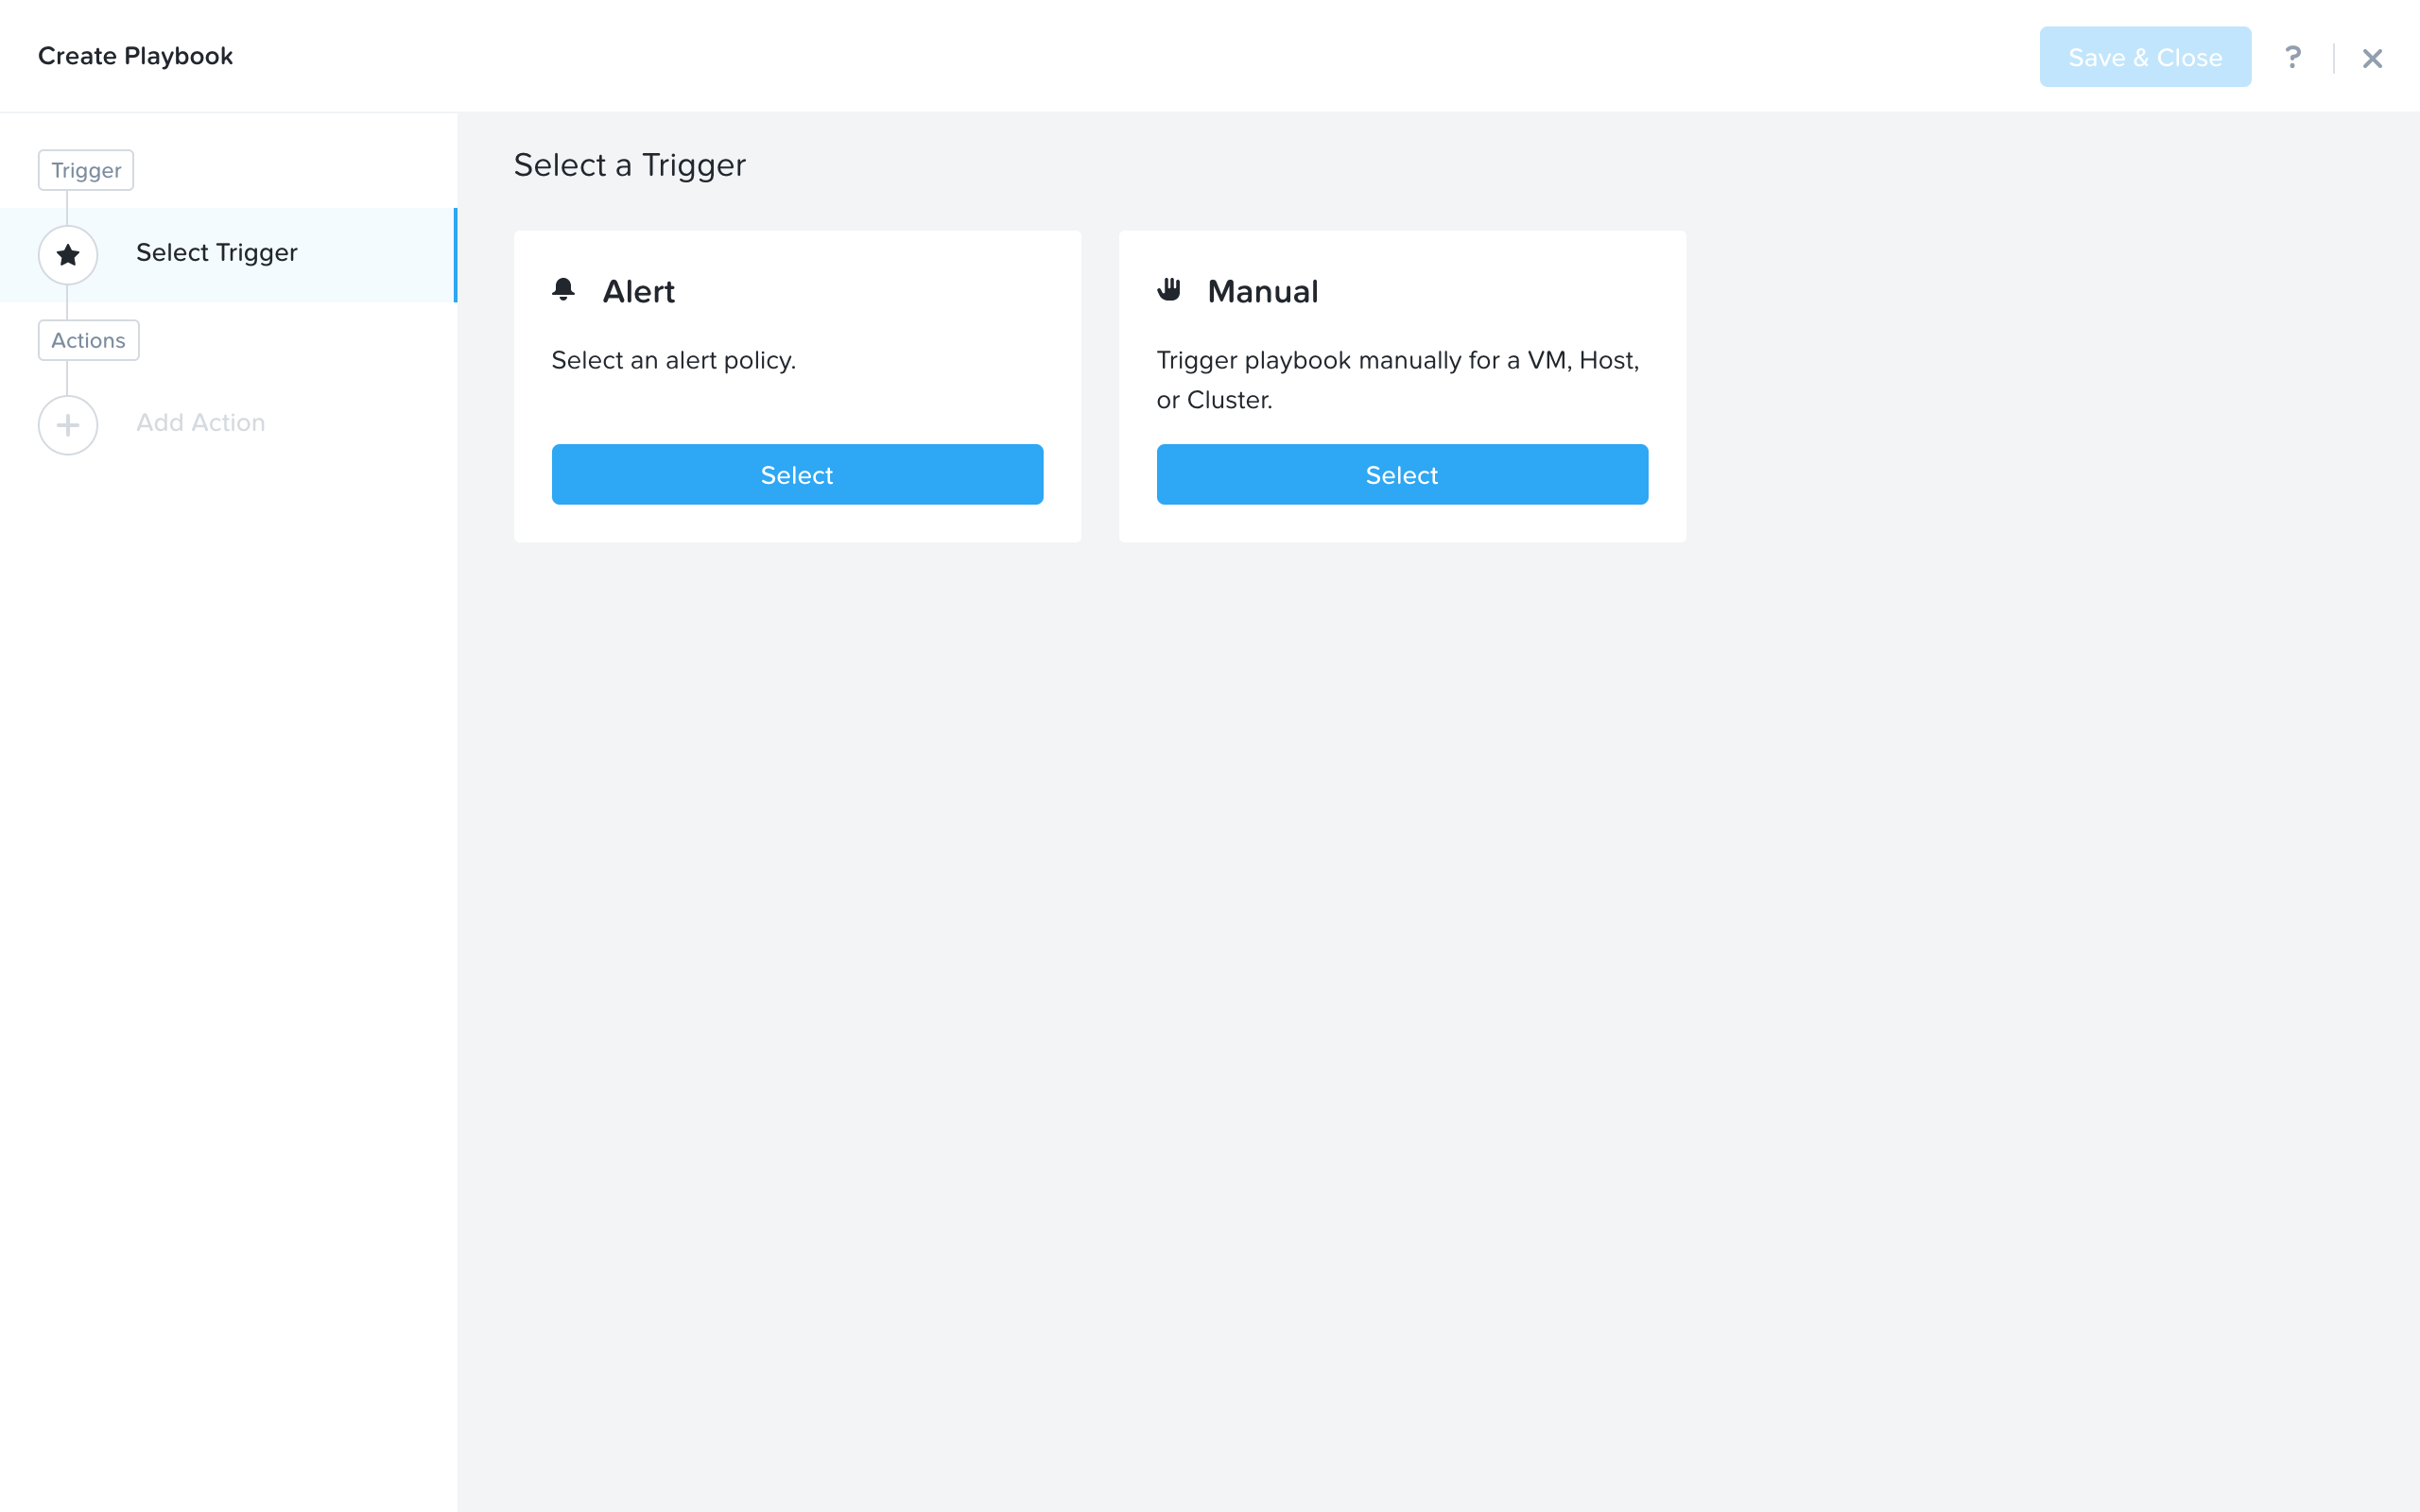 Create Playbook
Save & Close
?
Trigger
Select Trigger
Actions
Add Action
Select a Trigger
Alert
Select an alert policy.
Select
Manual
Trigger playbook manually for a VM, Host,
or Cluster.
Select